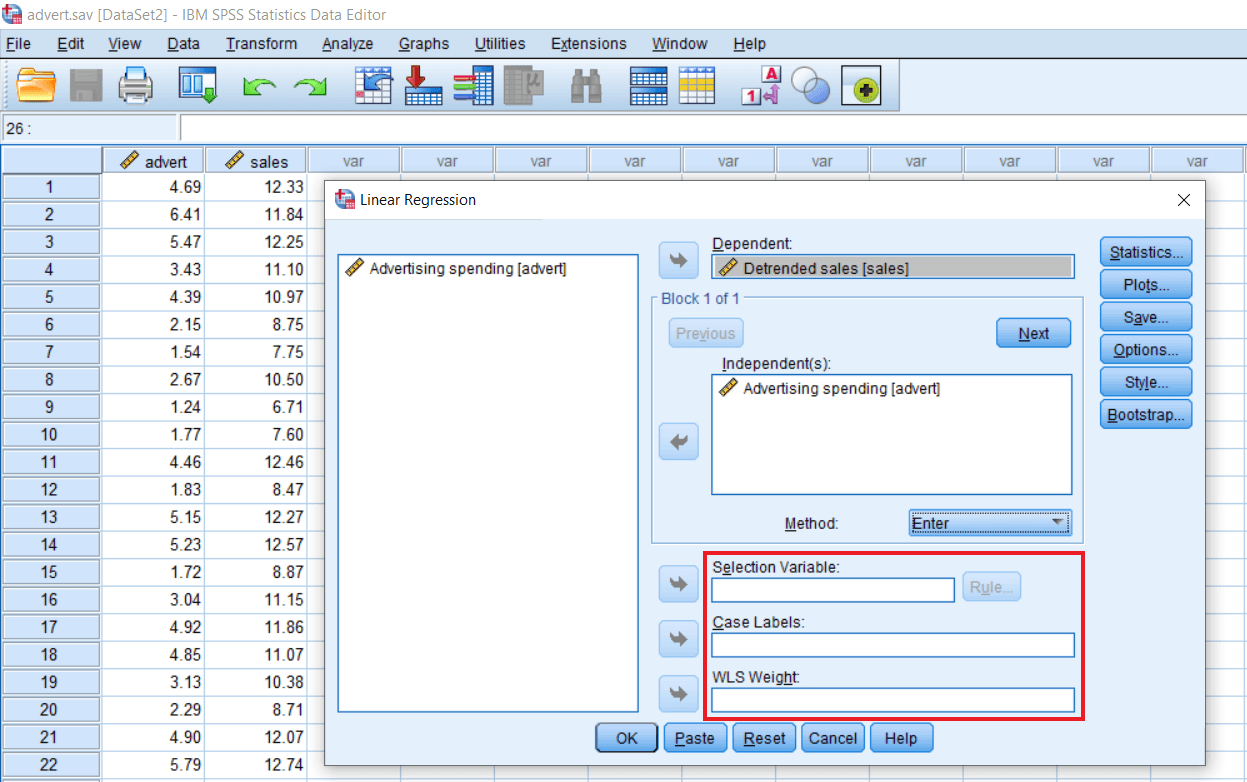 advert.sav [DataSet2] - IBM SPSS Statistics Data Editor
File Edit View Data Transform Analyze Graphs Utilities Extensions Window Help
A
1
μ
26 :
advert sales var var var var var var var var var var
1 4.69 12.33
2 6.41 11.84
3 5.47 12.25
4 3.43 11.10
5 4.39 10.97
6 2.15 8.75
7 1.54 7.75
8 2.67 10.50
9 1.24 6.71
10 1.77 7.60
11 4.46 12.46
12 1.83 8.47
13 5.15 12.27
14 5.23 12.57
15 1.72 8.87
16 3.04 11.15
17 4.92 11.86
18 4.85 11.07
19 3.13 10.38
20 2.29 8.71
21 4.90 12.07
22 5.79 12.74
Linear Regression
Advertising spending [advert]
Dependent:
Detrended sales [sales]
Block 1 of 1
Previous Next
Independent(s):
Advertising spending [advert]
Method: Enter
Selection Variable:
Rule...
Case Labels:
WLS Weight:
Statistics...
Plots...
Save...
Options...
Style...
Bootstrap...
OK Paste Reset Cancel Help